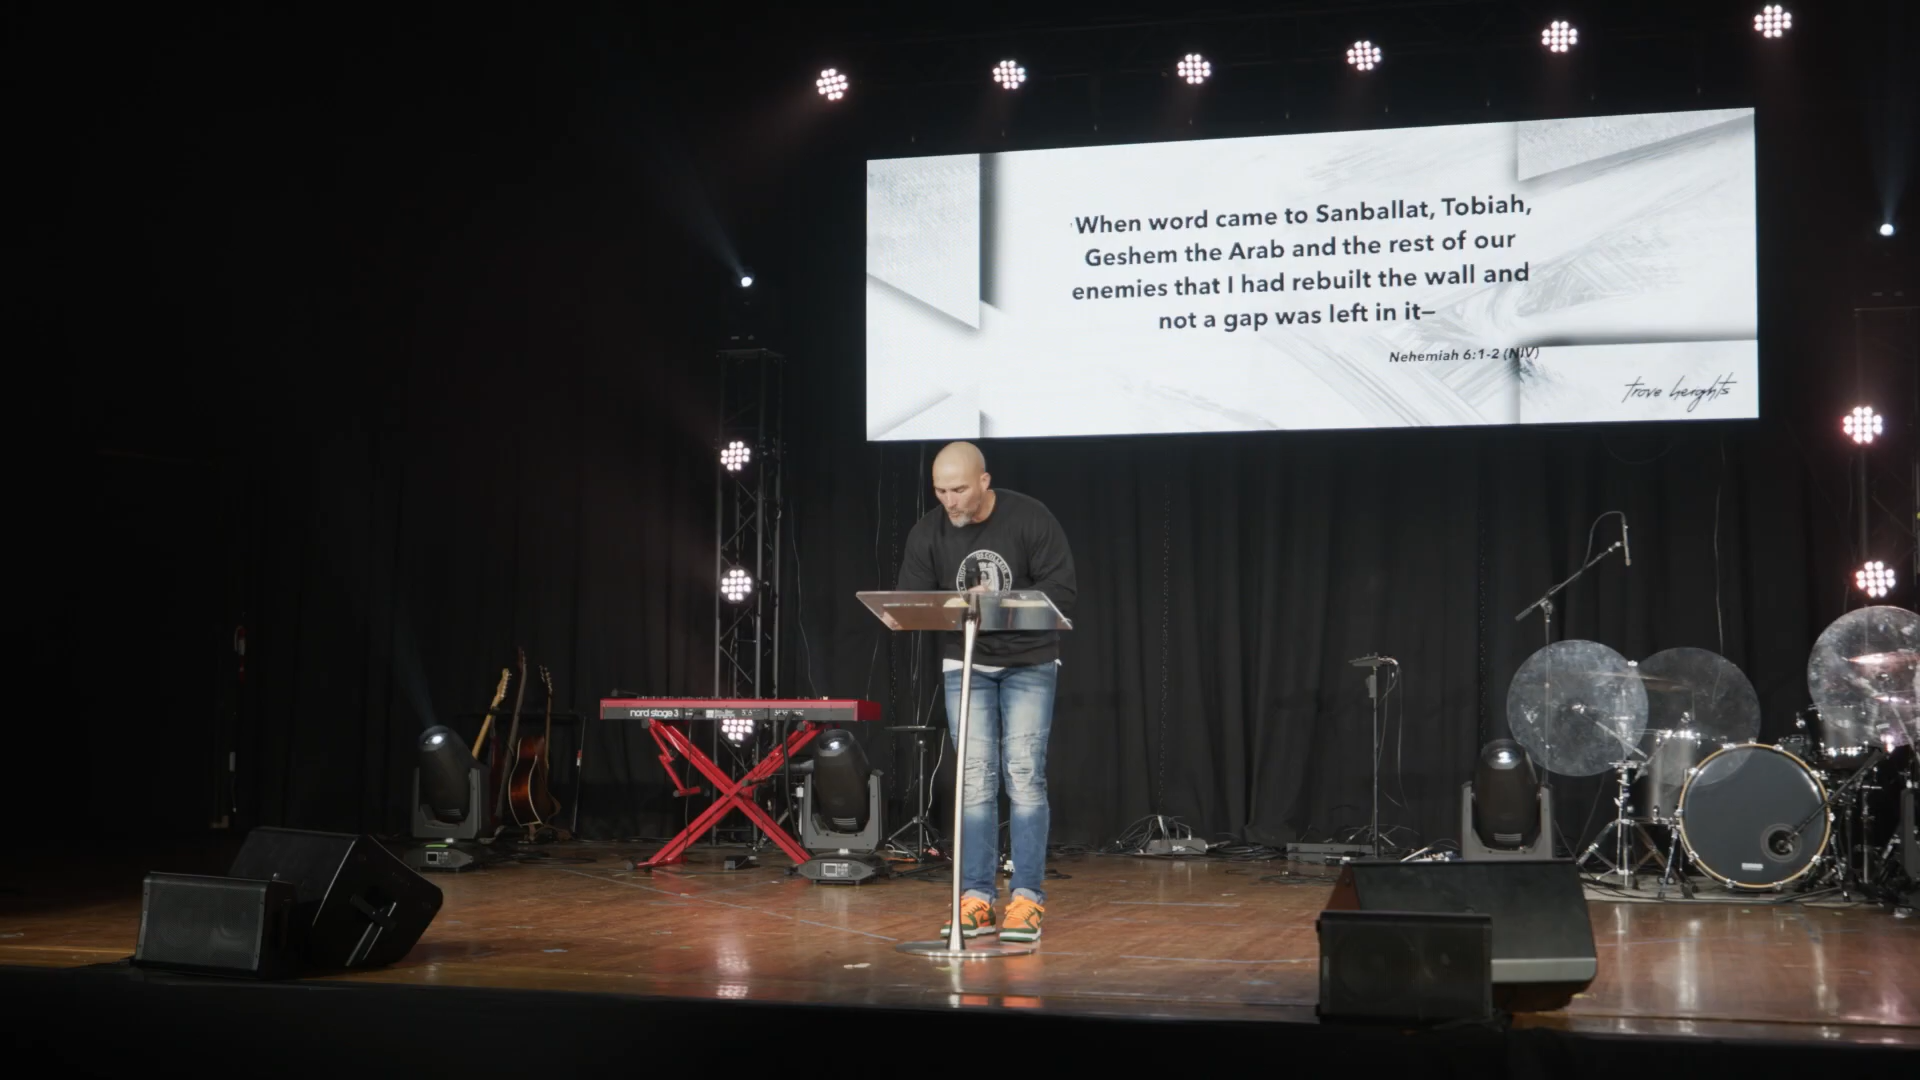 When word came to Sanballat, Tobiah,
Geshem the Arab and the rest of our
enemies that I had rebuilt the wall and
not a gap was left in it—
Nehemiah 6:1-2 (NIV)
trove heights
nord stage 3